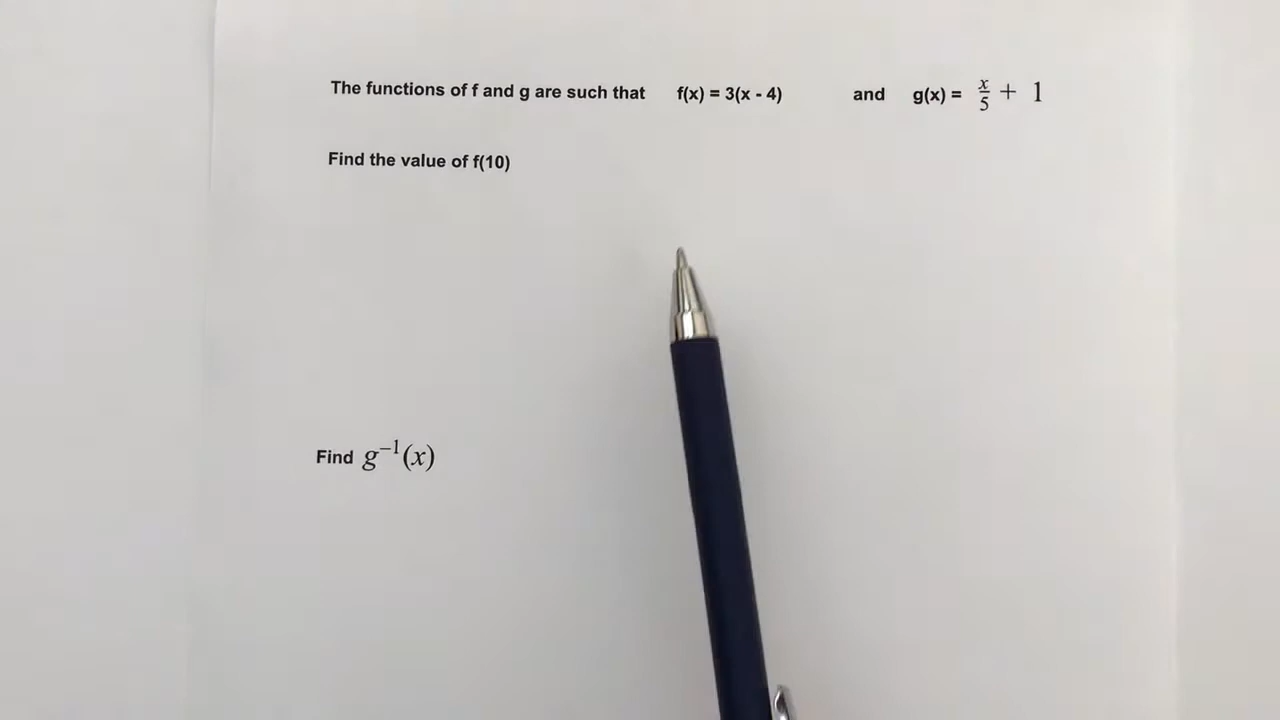 The functions of f and g are such that f(x) = 3(x - 4) and g(x) = x/5 + 1
Find the value of f(10)
Find g⁻¹(x)